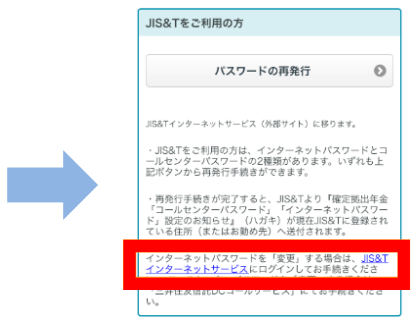 JIS&Tをご利用の方
パスワードの再発行
JIS&Tインターネットサービス（外部サイト）に移ります。
・JIS&Tをご利用の方は、インターネットパスワードとコ
ールセンターパスワードの2種類があります。いずれも上
記ボタンから再発行手続きができます。
・再発行手続きが完了すると、JIS&Tより『確定拠出年金
「コールセンターパスワード」「インターネットパスワー
ド」設定のお知らせ』（ハガキ）が現在JIS&Tに登録され
ている住所（またはお勤め先）へ送付されます。
インターネットパスワードを「変更」する場合は、JIS&T
インターネットサービスにログインしてお手続きくださ
「三井住友信託DCコールサービス」にてお手続きくださ
い。